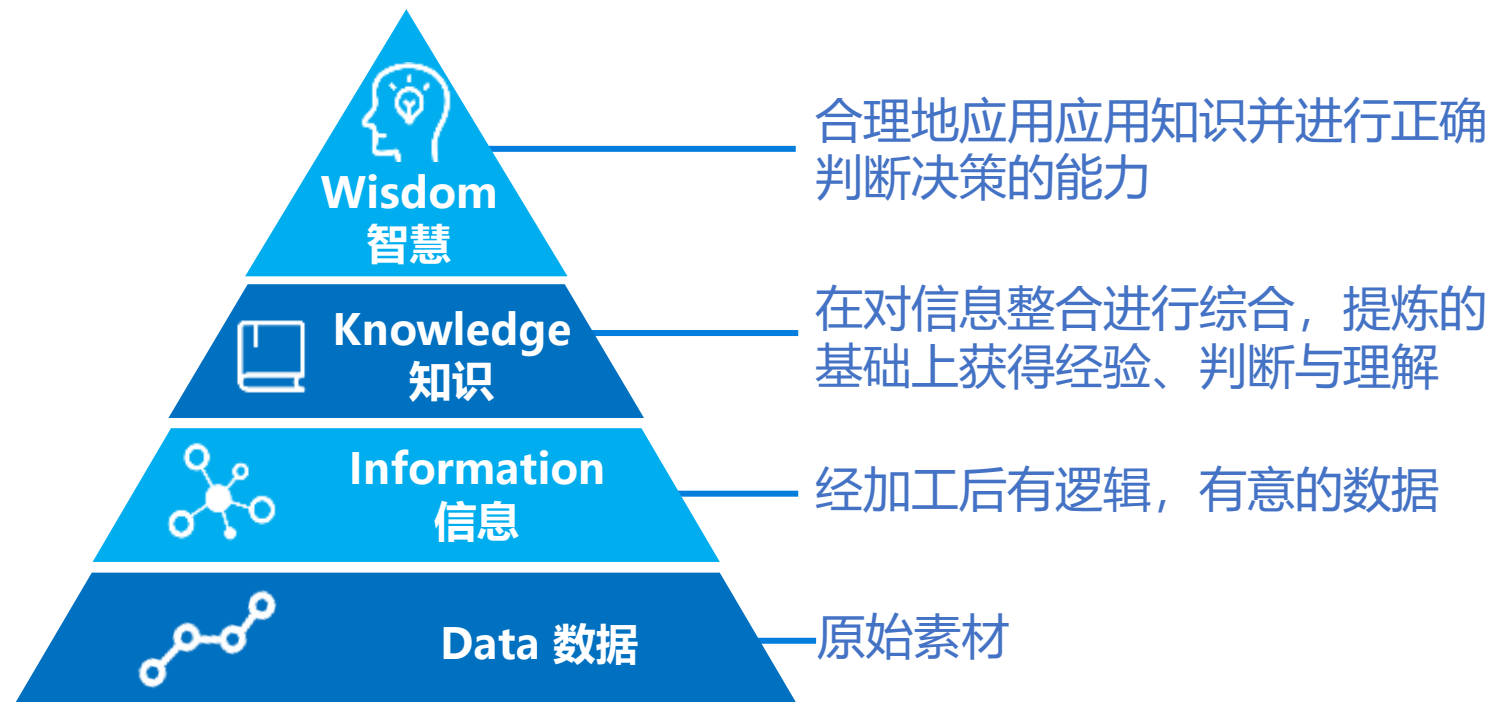 Wisdom
智慧
合理地应用应用知识并进行正确
判断决策的能力
Knowledge
知识
在对信息整合进行综合，提炼的
基础上获得经验、判断与理解
Information
信息
经加工后有逻辑，有意的数据
Data 数据
原始素材